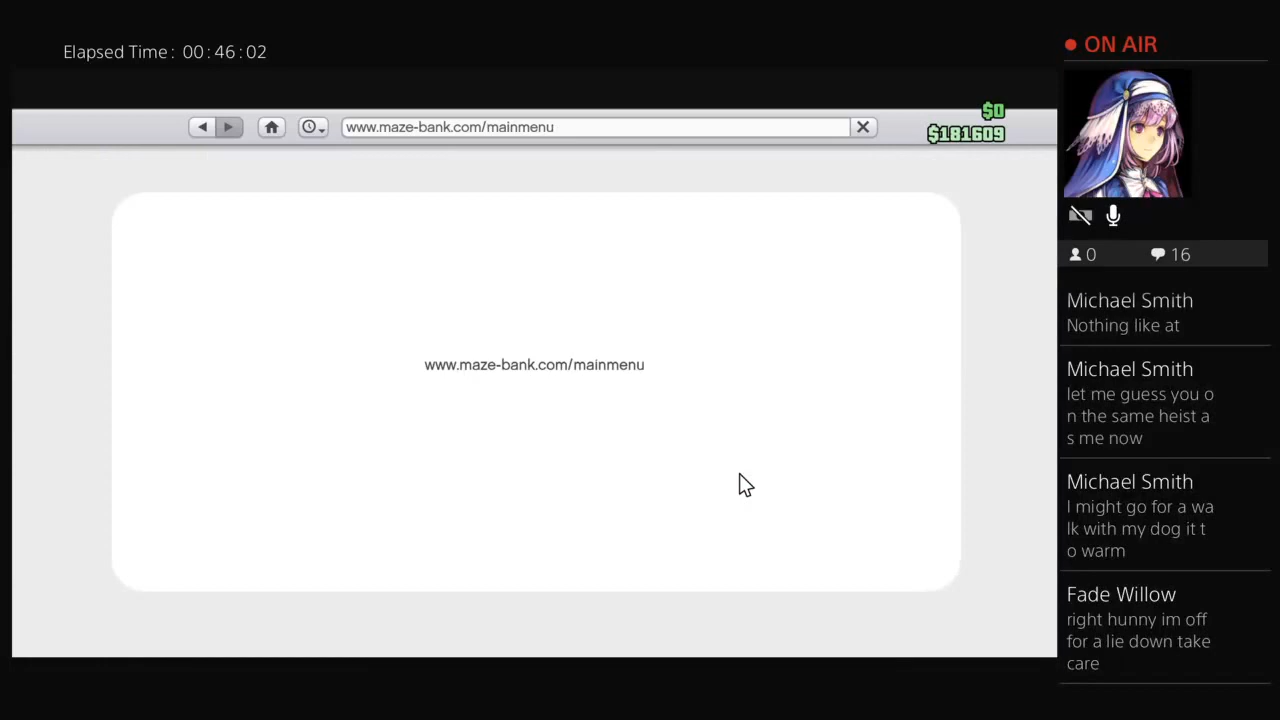 Elapsed Time: 00:46:02
ON AIR
www.maze-bank.com/mainmenu
$0
$181609
0
16
Michael Smith
Nothing like at
Michael Smith
let me guess you o
n the same heist a
s me now
www.maze-bank.com/mainmenu
Michael Smith
I might go for a wa
lk with my dog it t
o warm
Fade Willow
right hunny im off
for a lie down take
care